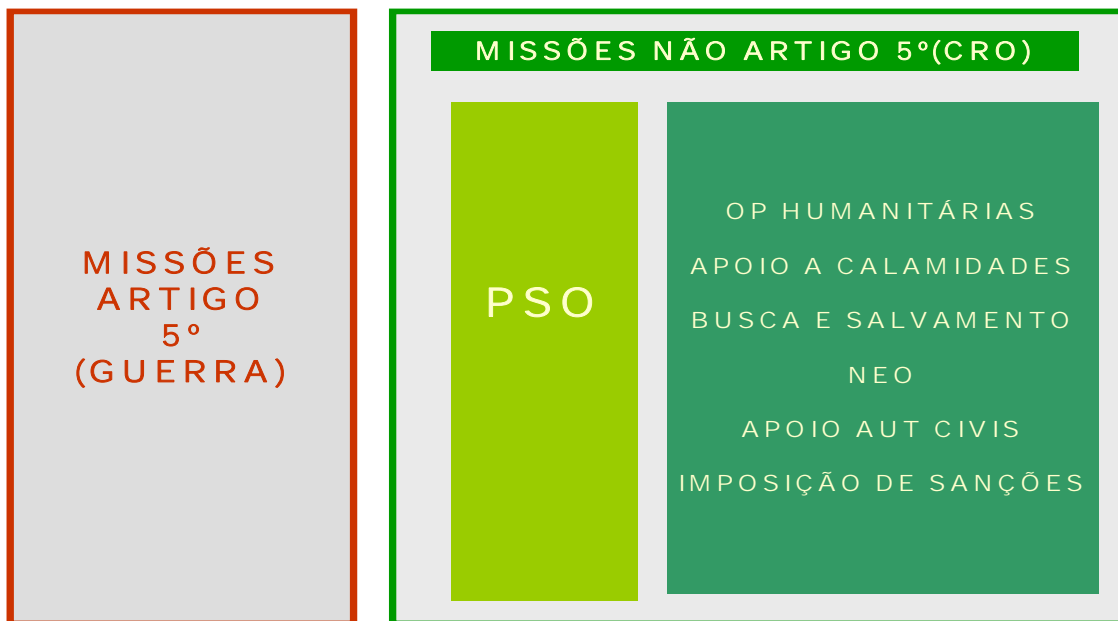 MISSÕES
ARTIGO
5º
(GUERRA)
MISSÕES NÃO ARTIGO 5º(CRO)
PSO
OP HUMANITÁRIAS
APOIO A CALAMIDADES
BUSCA E SALVAMENTO
NEO
APOIO AUT CIVIS
IMPOSIÇÃO DE SANÇÕES